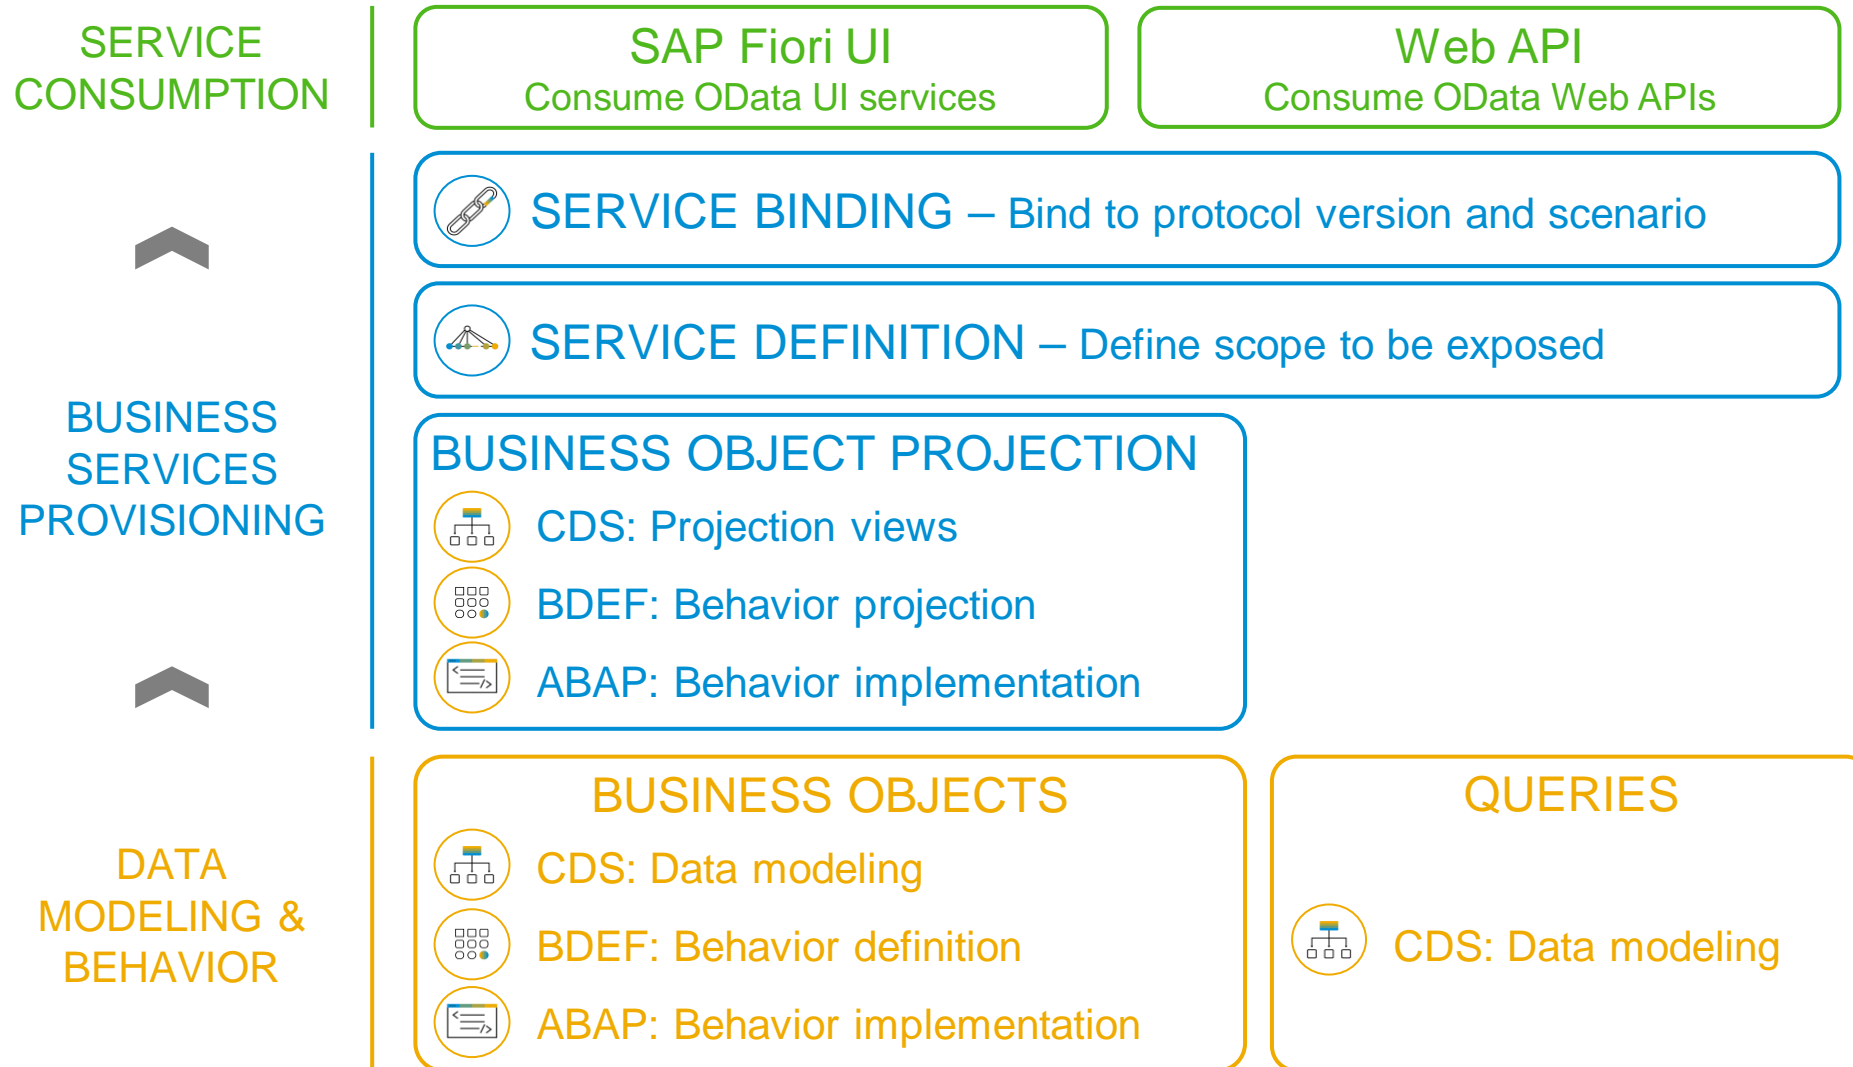 SERVICE
CONSUMPTION
SAP Fiori UI
Consume OData UI services
Web API
Consume OData Web APIs
BUSINESS
SERVICES
PROVISIONING
SERVICE BINDING – Bind to protocol version and scenario
SERVICE DEFINITION – Define scope to be exposed
BUSINESS OBJECT PROJECTION
CDS: Projection views
BDEF: Behavior projection
ABAP: Behavior implementation
DATA
MODELING &
BEHAVIOR
BUSINESS OBJECTS
CDS: Data modeling
BDEF: Behavior definition
ABAP: Behavior implementation
QUERIES
CDS: Data modeling